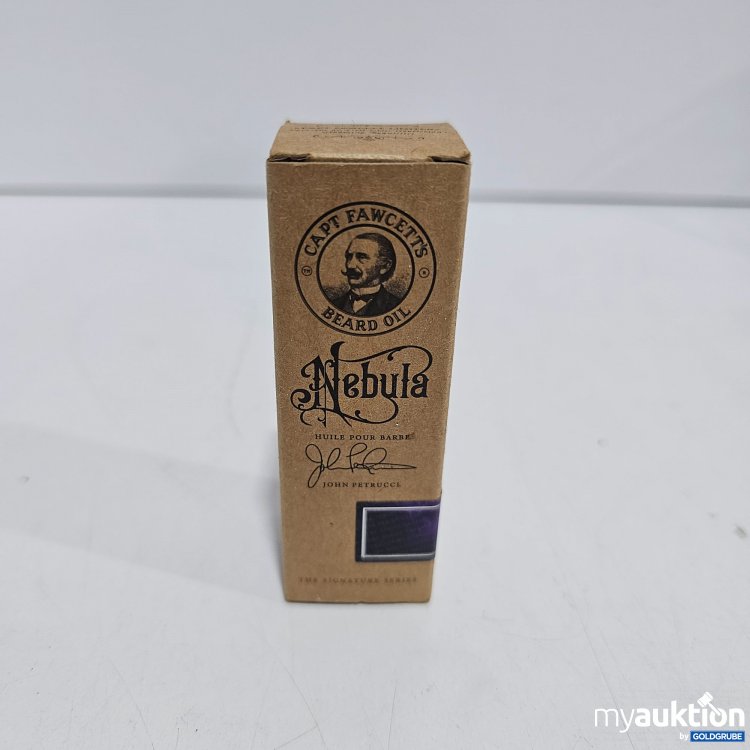 CAPT FAWCETT'S
BEARD OIL
Nebula
HUILE POUR BARBE
JOHN PETRUCCI.
THE SIGNATURE SERIES
myauktion
by GOLDGRUBE